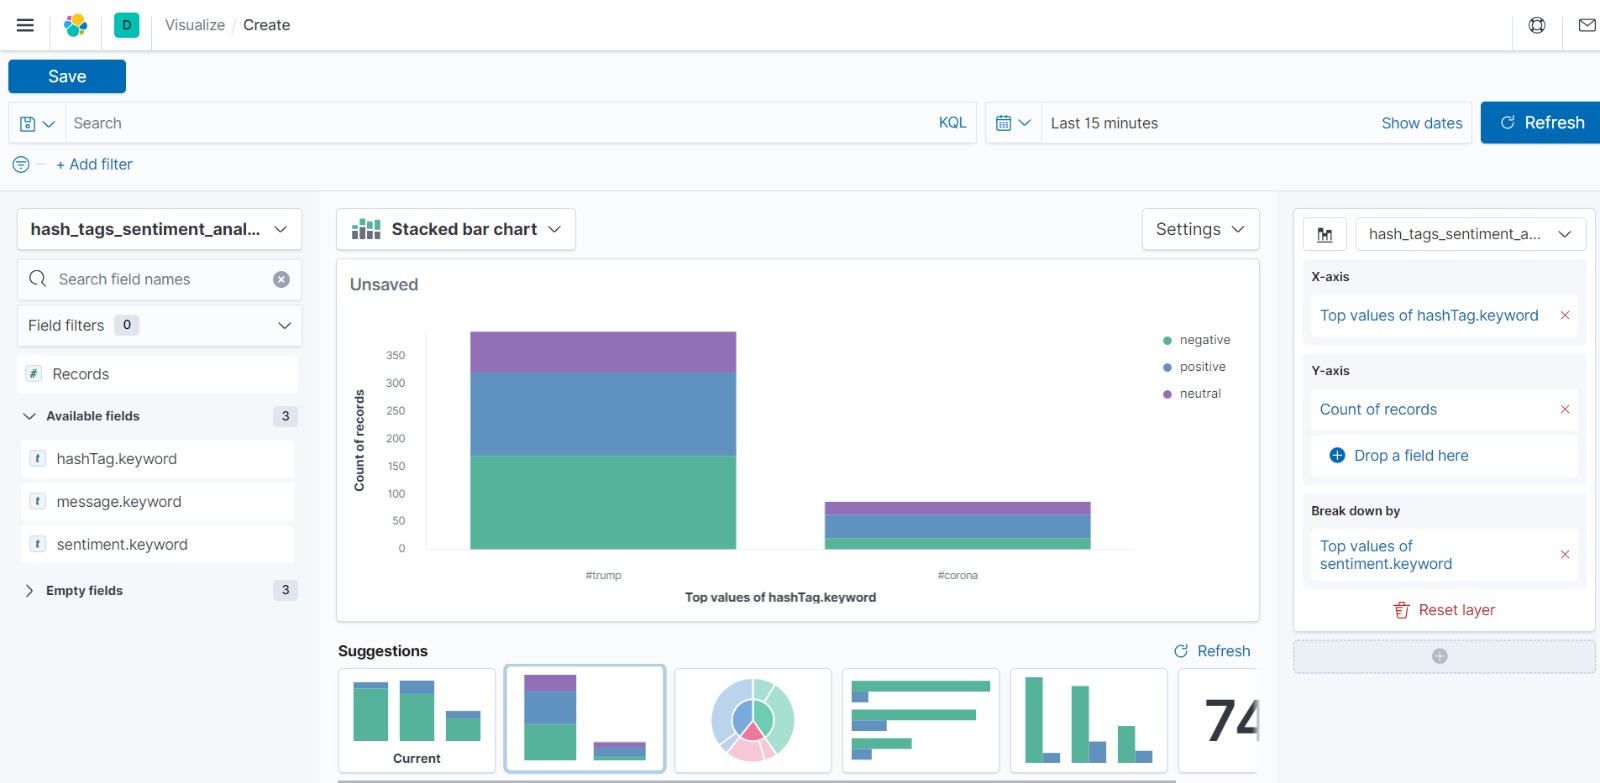 D
Visualize / Create
Save
Search
KQL
Last 15 minutes
Show dates
Refresh
+ Add filter
hash_tags_sentiment_anal...
Search field names
Field filters 0
# Records
Available fields 3
t hashTag.keyword
t message.keyword
t sentiment.keyword
Empty fields 3
Stacked bar chart
Settings
Unsaved
350
300
250
200
150
100
50
0
Count of records
#trump
#corona
Top values of hashTag.keyword
negative
positive
neutral
Suggestions
Refresh
Current
74
hash_tags_sentiment_a...
X-axis
Top values of hashTag.keyword
Y-axis
Count of records
Drop a field here
Break down by
Top values of
sentiment.keyword
Reset layer